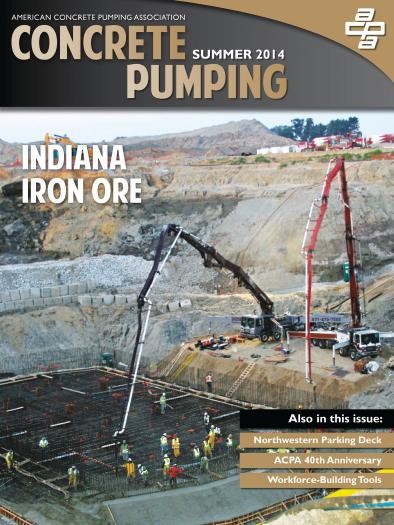 AMERICAN CONCRETE PUMPING ASSOCIATION
CONCRETE
SUMMER 2014
PUMPING
acpa
INDIANA
IRON ORE
Also in this issue:
Northwestern Parking Deck
ACPA 40th Anniversary
Workforce-Building Tools